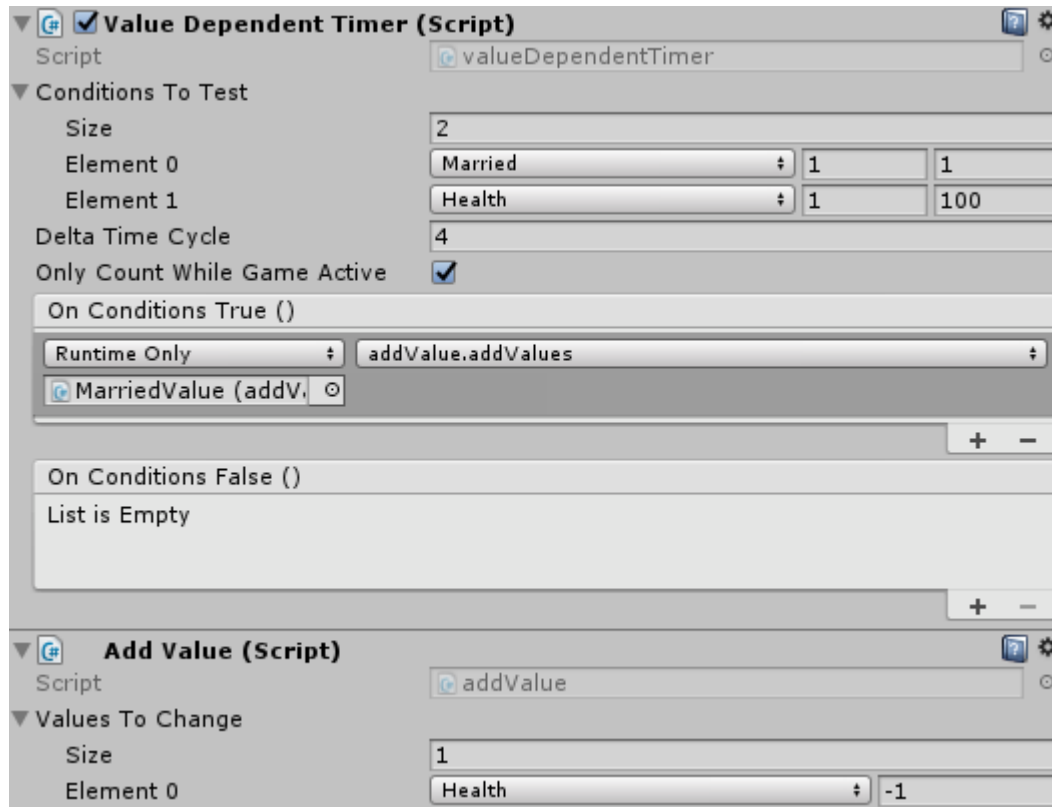 Value Dependent Timer (Script)
Script valueDependentTimer
Conditions To Test
Size 2
Element 0 Married 1 1
Element 1 Health 1 100
Delta Time Cycle 4
Only Count While Game Active
On Conditions True ()
Runtime Only addValue.addValues
MarriedValue (addV
+ −
On Conditions False ()
List is Empty
+ −
Add Value (Script)
Script addValue
Values To Change
Size 1
Element 0 Health -1